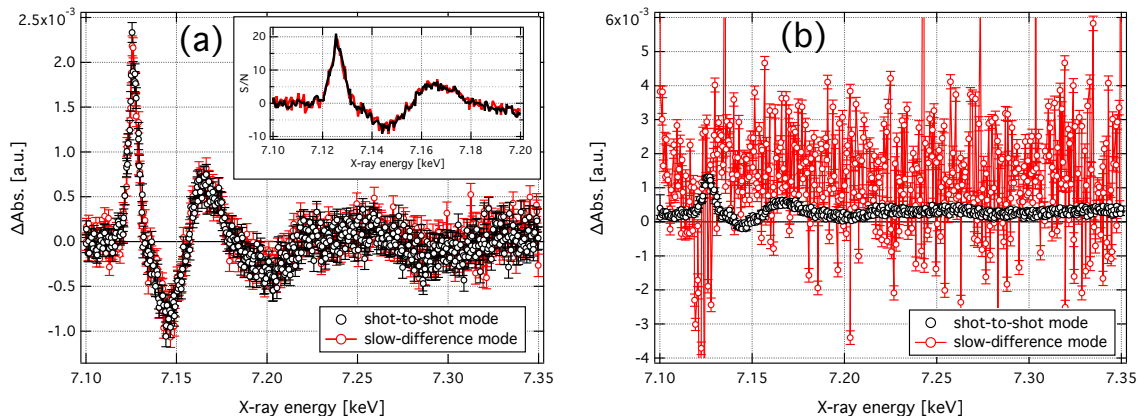 2.5x10⁻³
(a)
2.0
1.5
1.0
0.5
0.0
-0.5
-1.0
ΔAbs. [a.u.]
20
10
0
-10
S/N
7.10 7.12 7.14 7.16 7.18 7.20
X-ray energy [keV]
shot-to-shot mode
slow-difference mode
7.10 7.15 7.20 7.25 7.30 7.35
X-ray energy [keV]
6x10⁻³
(b)
5
4
3
2
1
0
-1
-2
-3
-4
ΔAbs. [a.u.]
shot-to-shot mode
slow-difference mode
7.10 7.15 7.20 7.25 7.30 7.35
X-ray energy [keV]